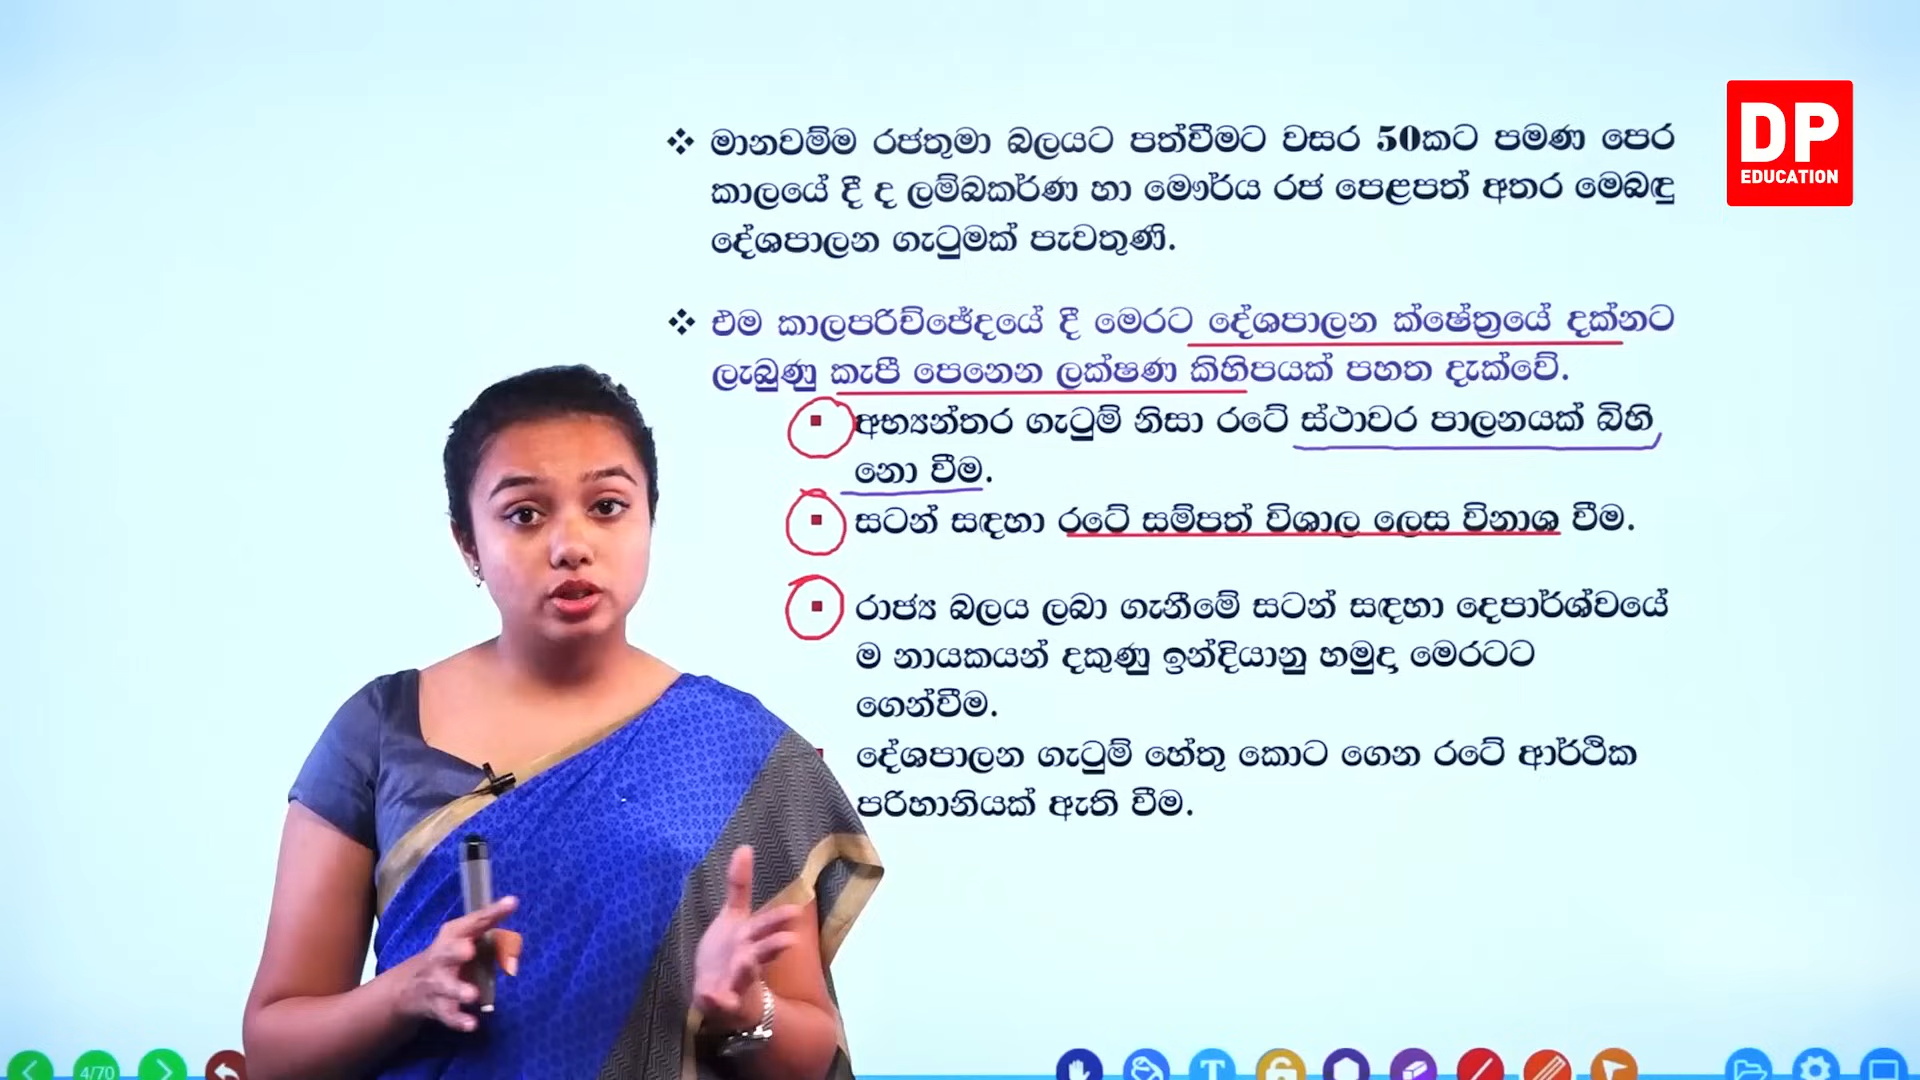 DP
EDUCATION
මානවම්ම රජතුමා බලයට පත්වීමට වසර 50කට පමණ පෙර
කාලයේ දී ද ලම්බකර්ණ හා මෞර්ය රජ පෙළපත් අතර මෙබඳු
දේශපාලන ගැටුමක් පැවතුණි.
එම කාලපරිච්ඡේදයේ දී මෙරට දේශපාලන ක්ෂේත්‍රයේ දක්නට
ලැබුණු කැපී පෙනෙන ලක්ෂණ කිහිපයක් පහත දැක්වේ.
අභ්‍යන්තර ගැටුම් නිසා රටේ ස්ථාවර පාලනයක් බිහි
නො වීම.
සටන් සඳහා රටේ සම්පත් විශාල ලෙස විනාශ වීම.
රාජ්‍ය බලය ලබා ගැනීමේ සටන් සඳහා දෙපාර්ශ්වයේ
ම නායකයන් දකුණු ඉන්දියානු හමුදා මෙරටට
ගෙන්වීම.
දේශපාලන ගැටුම් හේතු කොට ගෙන රටේ ආර්ථික
පරිහානියක් ඇති වීම.
4/70